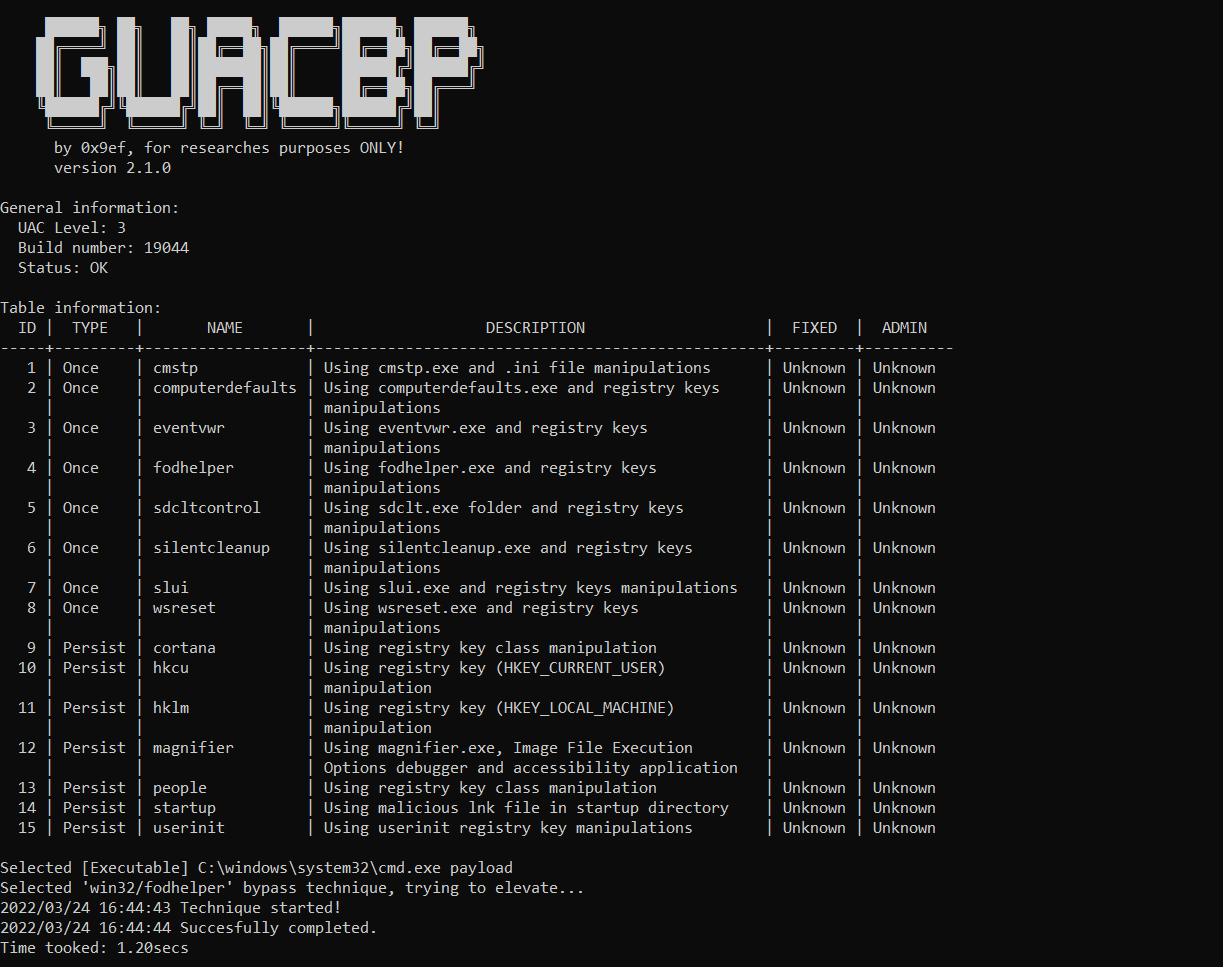 GUACBP
by 0x9ef, for researches purposes ONLY!
version 2.1.0
General information:
UAC Level: 3
Build number: 19044
Status: OK
Table information:
ID | TYPE | NAME | DESCRIPTION | FIXED | ADMIN
-----+---------+------------------+--------------------------------------------------+---------+----------
1 | Once | cmstp | Using cmstp.exe and .ini file manipulations | Unknown | Unknown
2 | Once | computerdefaults | Using computerdefaults.exe and registry keys | Unknown | Unknown
| | | manipulations | |
3 | Once | eventvwr | Using eventvwr.exe and registry keys | Unknown | Unknown
| | | manipulations | |
4 | Once | fodhelper | Using fodhelper.exe and registry keys | Unknown | Unknown
| | | manipulations | |
5 | Once | sdcltcontrol | Using sdclt.exe folder and registry keys | Unknown | Unknown
| | | manipulations | |
6 | Once | silentcleanup | Using silentcleanup.exe and registry keys | Unknown | Unknown
| | | manipulations | |
7 | Once | slui | Using slui.exe and registry keys manipulations | Unknown | Unknown
8 | Once | wsreset | Using wsreset.exe and registry keys | Unknown | Unknown
| | | manipulations | |
9 | Persist | cortana | Using registry key class manipulation | Unknown | Unknown
10 | Persist | hkcu | Using registry key (HKEY_CURRENT_USER) | Unknown | Unknown
| | | manipulation | |
11 | Persist | hklm | Using registry key (HKEY_LOCAL_MACHINE) | Unknown | Unknown
| | | manipulation | |
12 | Persist | magnifier | Using magnifier.exe, Image File Execution | Unknown | Unknown
| | | Options debugger and accessibility application | |
13 | Persist | people | Using registry key class manipulation | Unknown | Unknown
14 | Persist | startup | Using malicious lnk file in startup directory | Unknown | Unknown
15 | Persist | userinit | Using userinit registry key manipulations | Unknown | Unknown
Selected [Executable] C:\windows\system32\cmd.exe payload
Selected 'win32/fodhelper' bypass technique, trying to elevate...
2022/03/24 16:44:43 Technique started!
2022/03/24 16:44:44 Succesfully completed.
Time tooked: 1.20secs